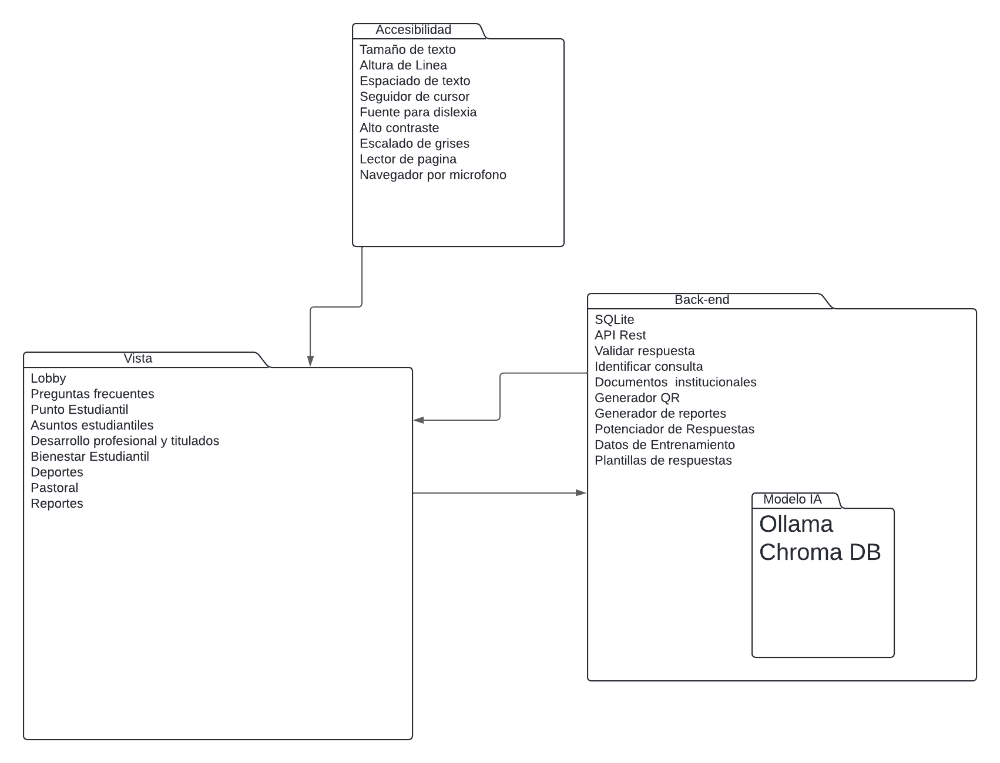 Accesibilidad
Tamaño de texto
Altura de Linea
Espaciado de texto
Seguidor de cursor
Fuente para dislexia
Alto contraste
Escalado de grises
Lector de pagina
Navegador por microfono
Vista
Lobby
Preguntas frecuentes
Punto Estudiantil
Asuntos estudiantiles
Desarrollo profesional y titulados
Bienestar Estudiantil
Deportes
Pastoral
Reportes
Back-end
SQLite
API Rest
Validar respuesta
Identificar consulta
Documentos  institucionales
Generador QR
Generador de reportes
Potenciador de Respuestas
Datos de Entrenamiento
Plantillas de respuestas
Modelo IA
Ollama
Chroma DB